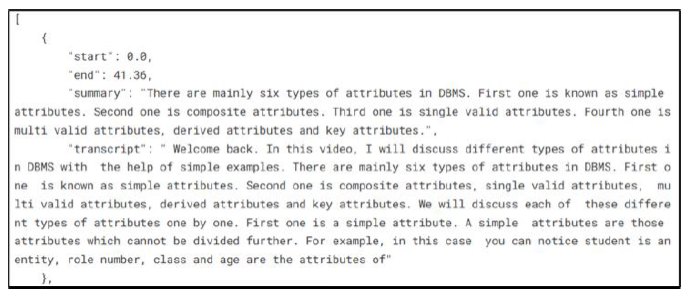 [
{
"start": 0.0,
"end": 41.36,
"summary": "There are mainly six types of attributes in DBMS. First one is known as simple
attributes. Second one is composite attributes. Third one is single valid attributes. Fourth one is
multi valid attributes, derived attributes and key attributes.",
"transcript": " Welcome back. In this video, I will discuss different types of attributes i
n DBMS with the help of simple examples. There are mainly six types of attributes in DBMS. First o
ne is known as simple attributes. Second one is composite attributes, single valid attributes, mu
lti valid attributes, derived attributes and key attributes. We will discuss each of these differe
nt types of attributes one by one. First one is a simple attribute. A simple attributes are those
attributes which cannot be divided further. For example, in this case you can notice student is an
entity, role number, class and age are the attributes of"
},